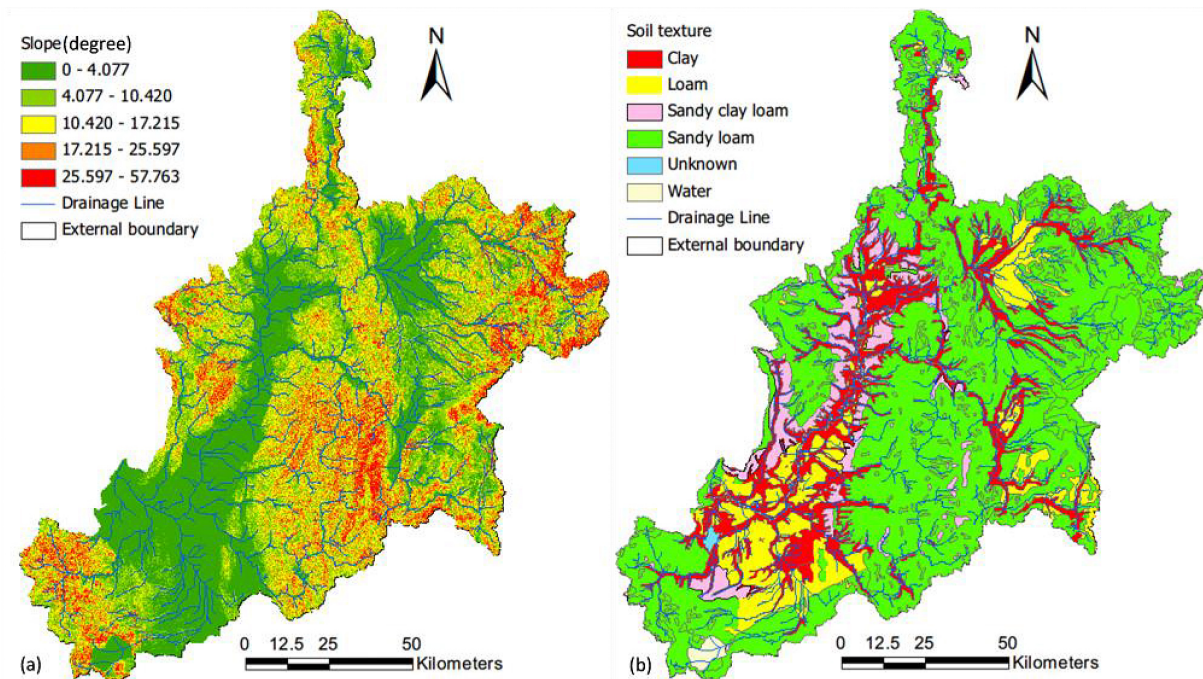 Slope(degree)
0 - 4.077
4.077 - 10.420
10.420 - 17.215
17.215 - 25.597
25.597 - 57.763
Drainage Line
External boundary
N
0 12.5 25 50
Kilometers
(a)
Soil texture
Clay
Loam
Sandy clay loam
Sandy loam
Unknown
Water
Drainage Line
External boundary
N
0 12.5 25 50
Kilometers
(b)